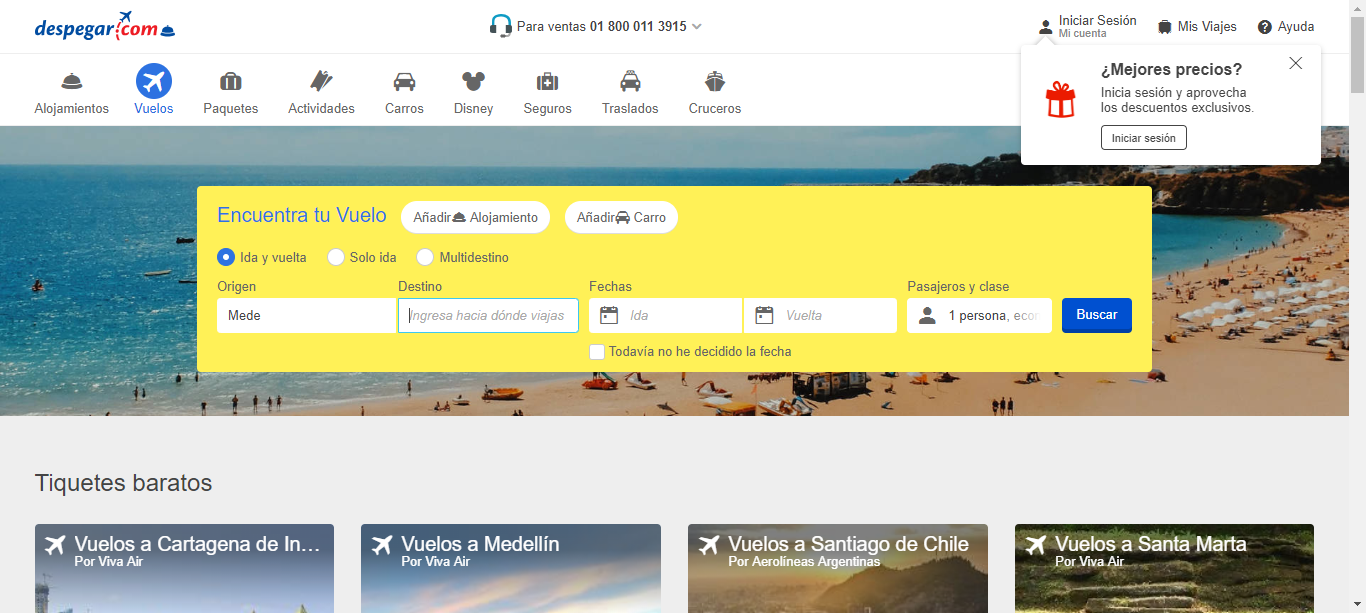 despegar.com
Para ventas 01 800 011 3915
Iniciar Sesión
Mi cuenta
Mis Viajes
Ayuda
Alojamientos
Vuelos
Paquetes
Actividades
Carros
Disney
Seguros
Traslados
Cruceros
¿Mejores precios?
Inicia sesión y aprovecha
los descuentos exclusivos.
Iniciar sesión
Encuentra tu Vuelo
Añadir Alojamiento
Añadir Carro
Ida y vuelta
Solo ida
Multidestino
Origen
Destino
Fechas
Pasajeros y clase
Mede
Ingresa hacia dónde viajas
Ida
Vuelta
1 persona, econ
Buscar
Todavía no he decidido la fecha
Tiquetes baratos
Vuelos a Cartagena de In...
Por Viva Air
Vuelos a Medellín
Por Viva Air
Vuelos a Santiago de Chile
Por Aerolíneas Argentinas
Vuelos a Santa Marta
Por Viva Air